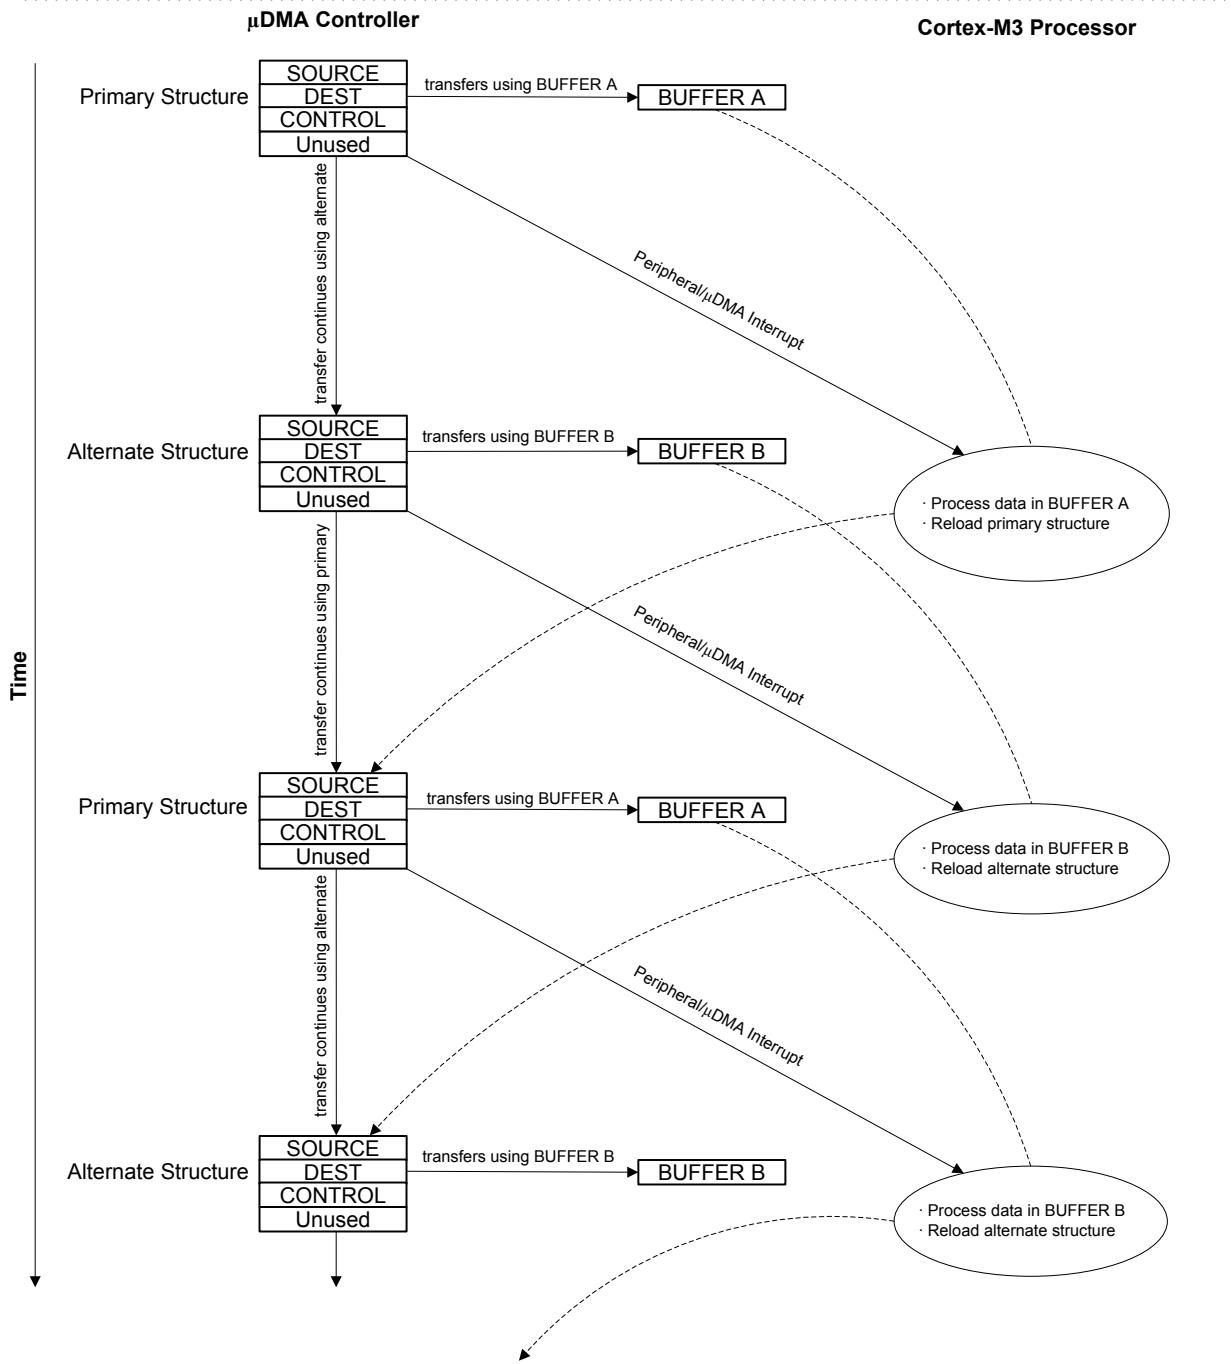 μDMA Controller
Cortex-M3 Processor
Primary Structure
SOURCE
DEST
CONTROL
Unused
transfers using BUFFER A
BUFFER A
transfer continues using alternate
Peripheral/μDMA Interrupt
Alternate Structure
SOURCE
DEST
CONTROL
Unused
transfers using BUFFER B
BUFFER B
· Process data in BUFFER A
· Reload primary structure
transfer continues using primary
Peripheral/μDMA Interrupt
Time
Primary Structure
SOURCE
DEST
CONTROL
Unused
transfers using BUFFER A
BUFFER A
· Process data in BUFFER B
· Reload alternate structure
transfer continues using alternate
Peripheral/μDMA Interrupt
Alternate Structure
SOURCE
DEST
CONTROL
Unused
transfers using BUFFER B
BUFFER B
· Process data in BUFFER B
· Reload alternate structure